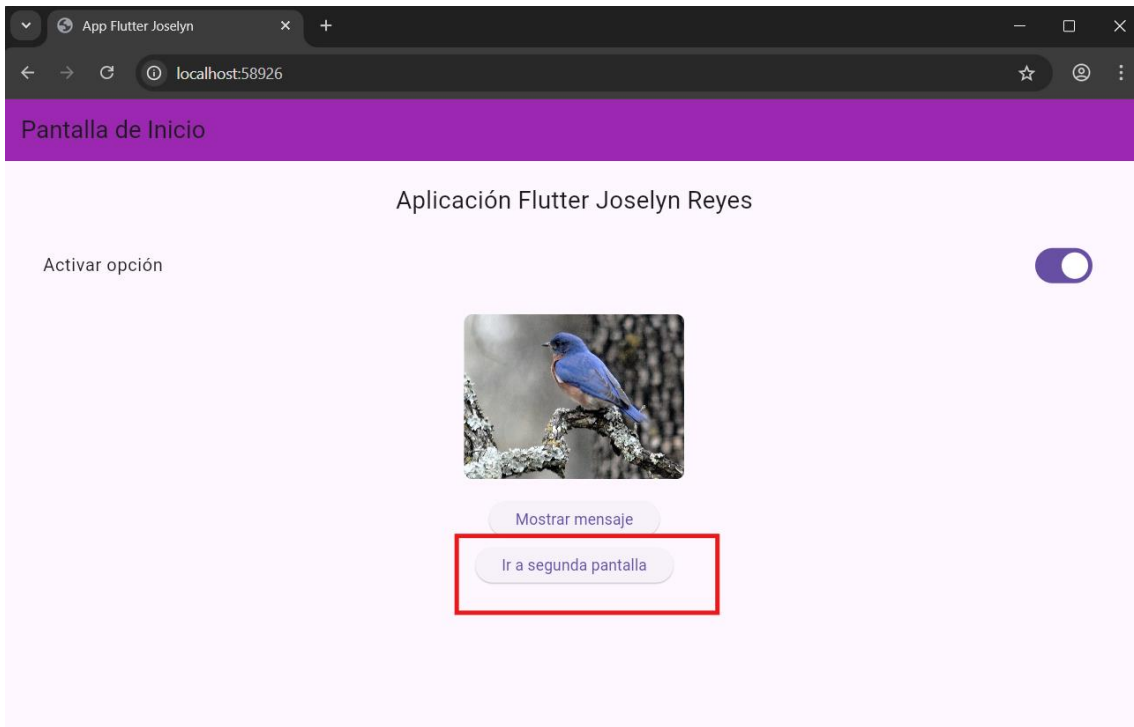 App Flutter Joselyn
localhost:58926
Pantalla de Inicio
Aplicación Flutter Joselyn Reyes
Activar opción
Mostrar mensaje
Ir a segunda pantalla